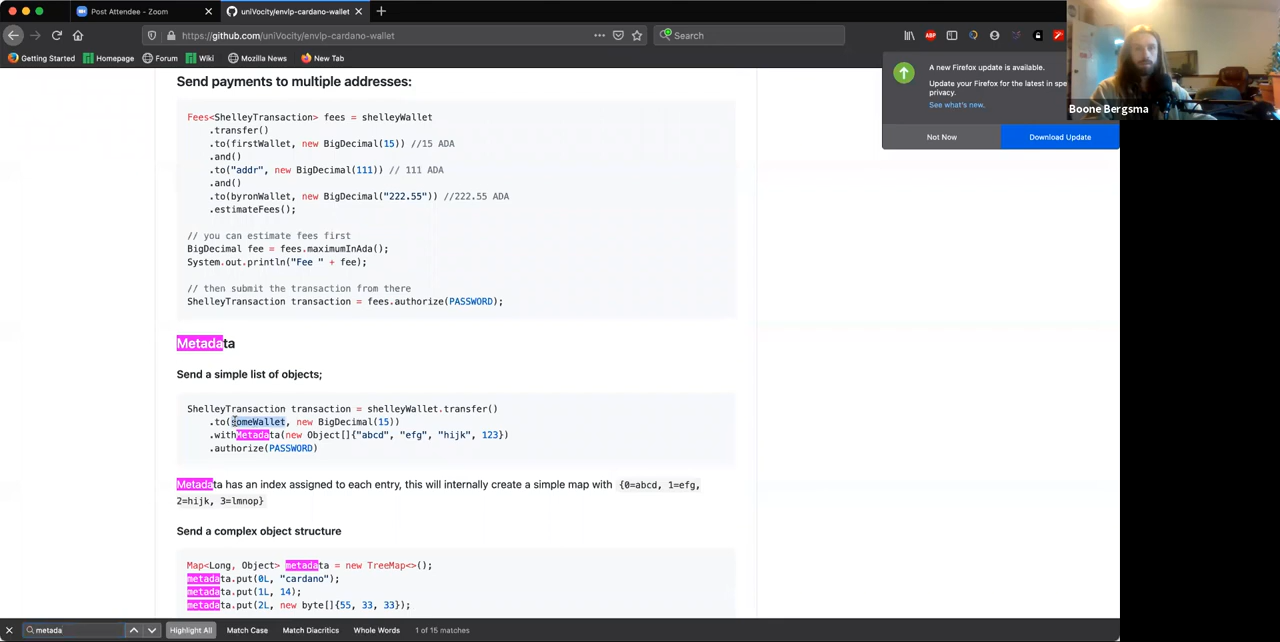 Post Attendee - Zoom
uniVocity/envlp-cardano-wallet
https://github.com/uniVocity/envlp-cardano-wallet
Search
ABP
Getting Started
Homepage
Forum
Wiki
Mozilla News
New Tab
A new Firefox update is available.
Update your Firefox for the latest in spe
privacy.
See what's new.
Not Now
Download Update
Boone Bergsma
Send payments to multiple addresses:
Fees<ShelleyTransaction> fees = shelleyWallet
.transfer()
.to(firstWallet, new BigDecimal(15)) //15 ADA
.and()
.to("addr", new BigDecimal(111)) // 111 ADA
.and()
.to(byronWallet, new BigDecimal("222.55")) //222.55 ADA
.estimateFees();
// you can estimate fees first
BigDecimal fee = fees.maximumInAda();
System.out.println("Fee " + fee);
// then submit the transaction from there
ShelleyTransaction transaction = fees.authorize(PASSWORD);
Metadata
Send a simple list of objects;
ShelleyTransaction transaction = shelleyWallet.transfer()
.to(someWallet, new BigDecimal(15))
.withMetadata(new Object[]{"abcd", "efg", "hijk", 123})
.authorize(PASSWORD)
Metadata has an index assigned to each entry, this will internally create a simple map with {0=abcd, 1=efg,
2=hijk, 3=lmnop}
Send a complex object structure
Map<Long, Object> metadata = new TreeMap<>();
metadata.put(0L, "cardano");
metadata.put(1L, 14);
metadata.put(2L, new byte[]{55, 33, 33});
metada
Highlight All
Match Case
Match Diacritics
Whole Words
1 of 15 matches